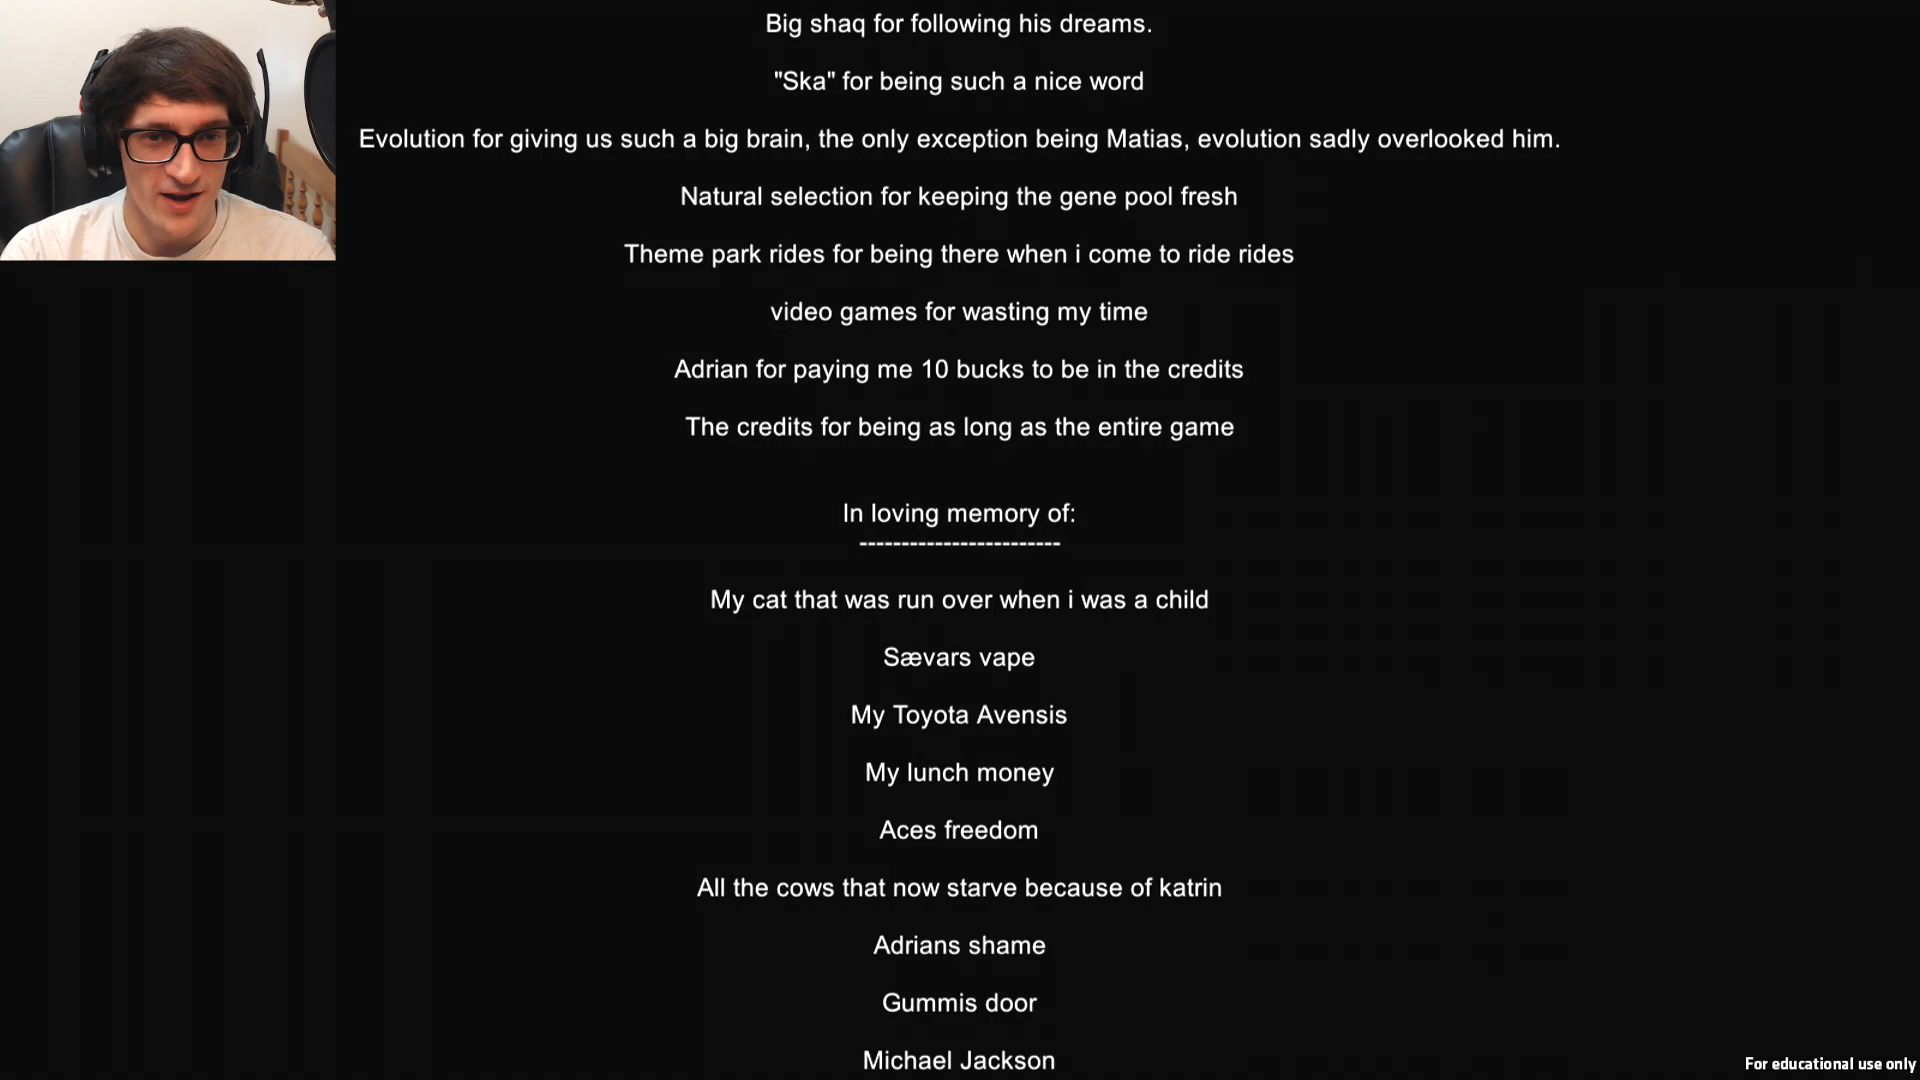 Big shaq for following his dreams.
"Ska" for being such a nice word
Evolution for giving us such a big brain, the only exception being Matias, evolution sadly overlooked him.
Natural selection for keeping the gene pool fresh
Theme park rides for being there when i come to ride rides
video games for wasting my time
Adrian for paying me 10 bucks to be in the credits
The credits for being as long as the entire game
In loving memory of:
------------------------
My cat that was run over when i was a child
Sævars vape
My Toyota Avensis
My lunch money
Aces freedom
All the cows that now starve because of katrin
Adrians shame
Gummis door
Michael Jackson
For educational use only